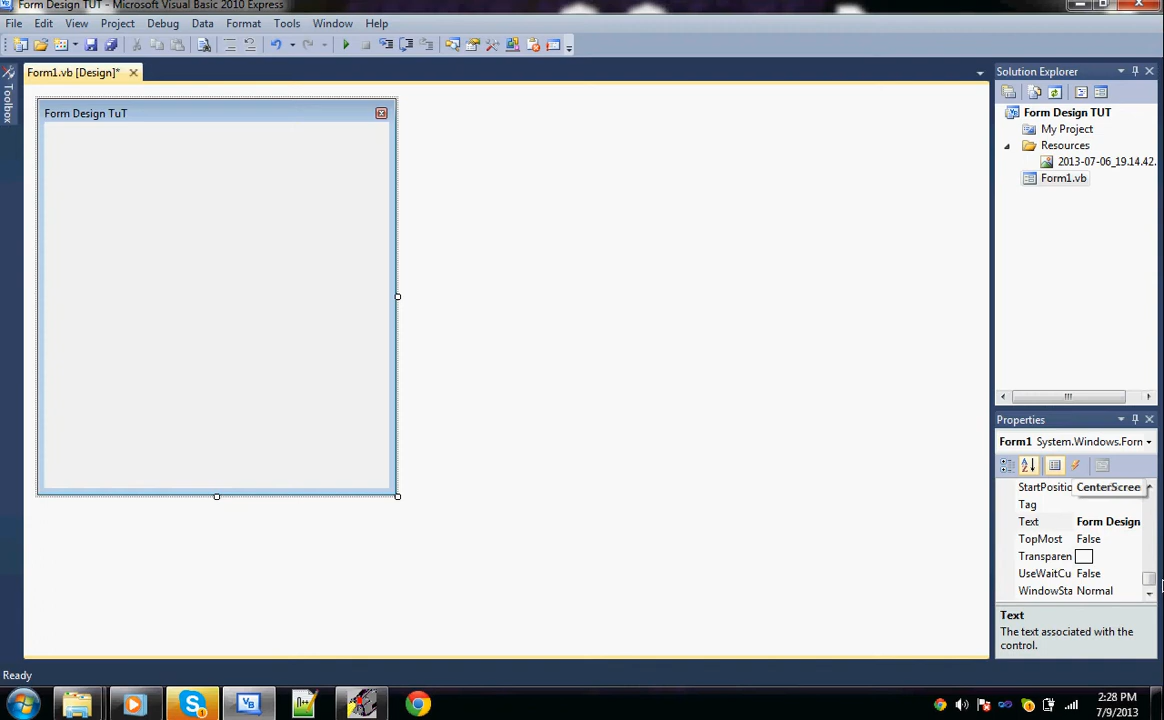 Form Design TUT - Microsoft Visual Basic 2010 Express
File Edit View Project Debug Data Format Tools Window Help
Toolbox
Form1.vb [Design]*
Form Design TuT
Solution Explorer
Form Design TUT
My Project
Resources
2013-07-06_19.14.42.
Form1.vb
Properties
Form1 System.Windows.Forn
StartPositio CenterScree
Tag
Text Form Design
TopMost False
Transparen
UseWaitCu False
WindowSta Normal
Text
The text associated with the
control.
Ready
2:28 PM
7/9/2013